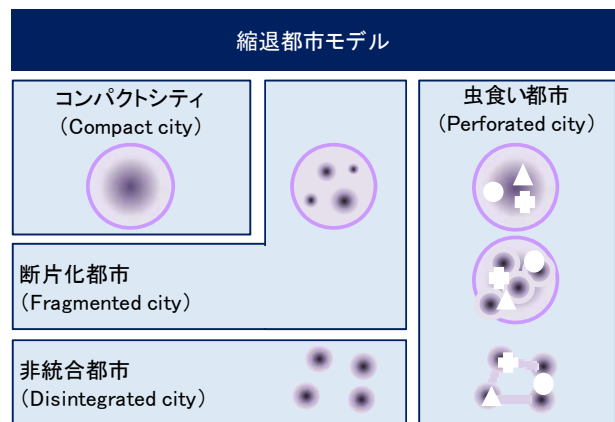 縮退都市モデル
コンパクトシティ
（Compact city）
虫食い都市
（Perforated city）
断片化都市
（Fragmented city）
非統合都市
（Disintegrated city）